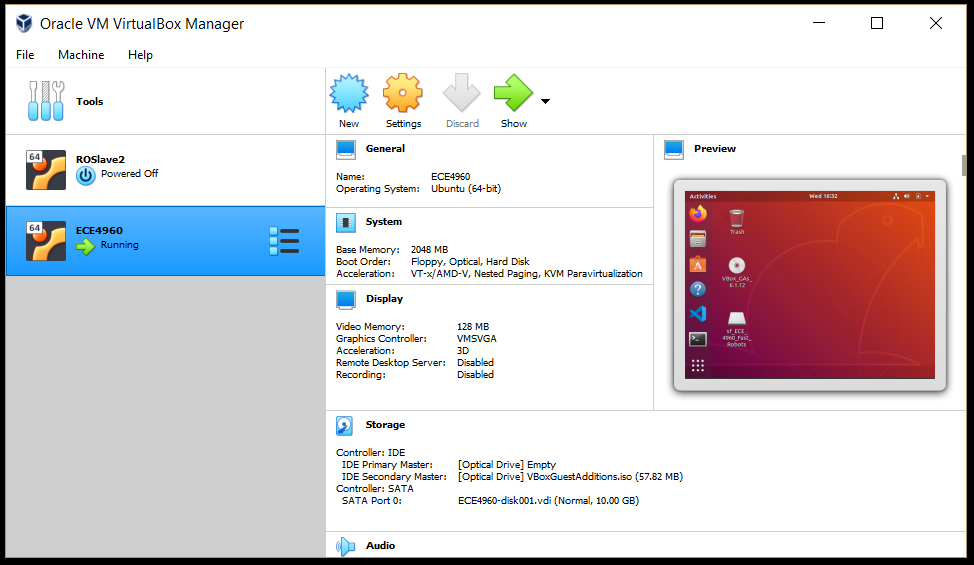 Oracle VM VirtualBox Manager
File Machine Help
Tools
New Settings Discard Show
64
ROSlave2
Powered Off
64
ECE4960
Running
General
Name: ECE4960
Operating System: Ubuntu (64-bit)
System
Base Memory: 2048 MB
Boot Order: Floppy, Optical, Hard Disk
Acceleration: VT-x/AMD-V, Nested Paging, KVM Paravirtualization
Display
Video Memory: 128 MB
Graphics Controller: VMSVGA
Acceleration: 3D
Remote Desktop Server: Disabled
Recording: Disabled
Preview
Activities Wed 16:32
Trash
VBox_GAs_
6.1.12
sf_ECE
4960_Fast_
Robots
Storage
Controller: IDE
IDE Primary Master: [Optical Drive] Empty
IDE Secondary Master: [Optical Drive] VBoxGuestAdditions.iso (57.82 MB)
Controller: SATA
SATA Port 0: ECE4960-disk001.vdi (Normal, 10.00 GB)
Audio